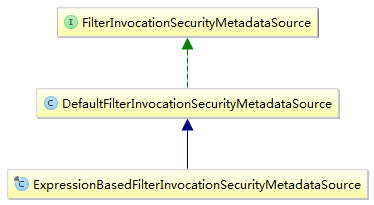 I FilterInvocationSecurityMetadataSource
C DefaultFilterInvocationSecurityMetadataSource
C ExpressionBasedFilterInvocationSecurityMetadataSource